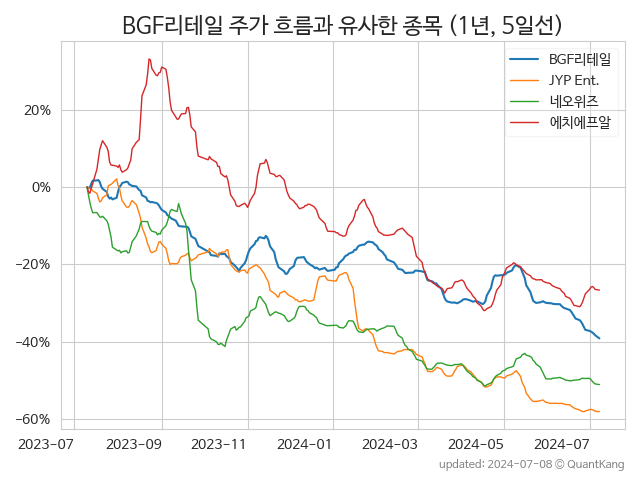 BGF리테일 주가 흐름과 유사한 종목 (1년, 5일선)
BGF리테일
JYP Ent.
네오위즈
에치에프알
20%
0%
−20%
−40%
−60%
2023-07 2023-09 2023-11 2024-01 2024-03 2024-05 2024-07
updated: 2024-07-08 © QuantKang